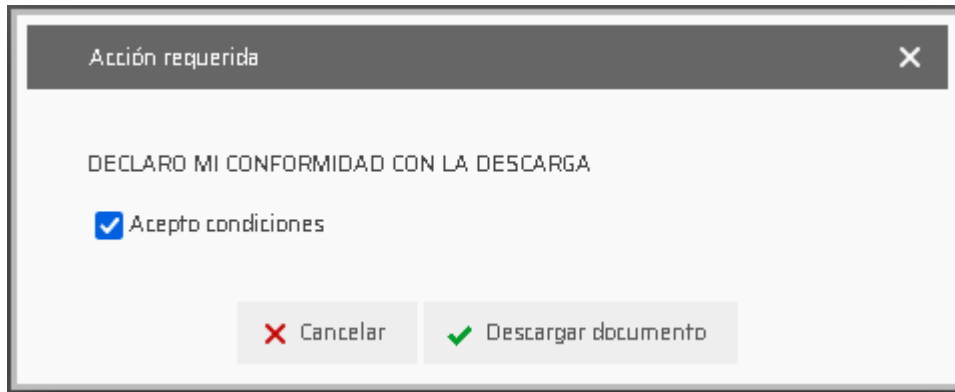 Acción requerida
DECLARO MI CONFORMIDAD CON LA DESCARGA
Acepto condiciones
Cancelar
Descargar documento